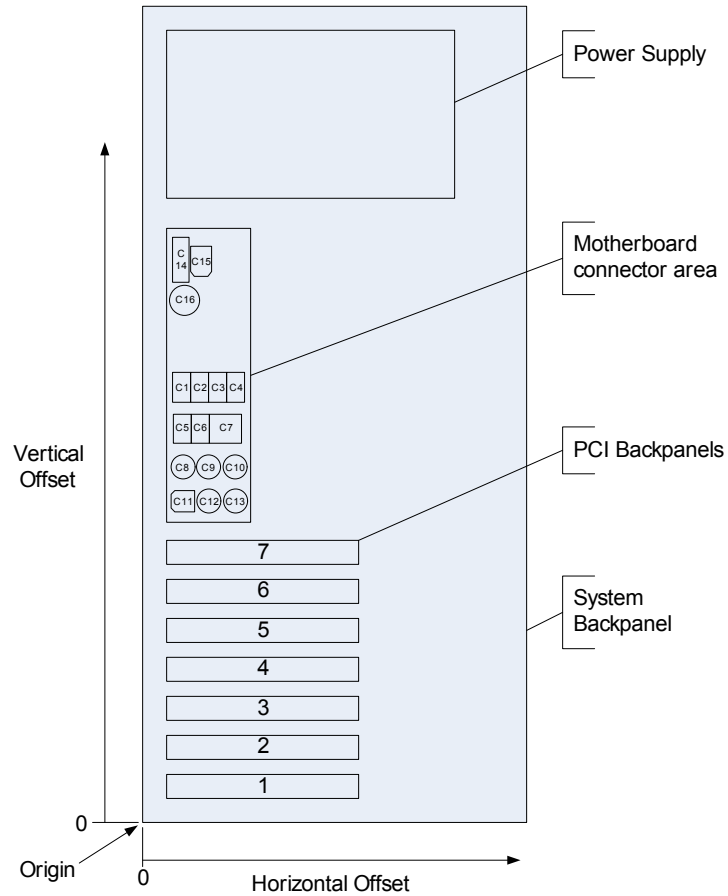 Power Supply
C
14
C15
C16
Motherboard
connector area
C1
C2
C3
C4
C5
C6
C7
C8
C9
C10
C11
C12
C13
Vertical
Offset
PCI Backpanels
7
6
5
4
3
2
1
System
Backpanel
0
Origin
0
Horizontal Offset